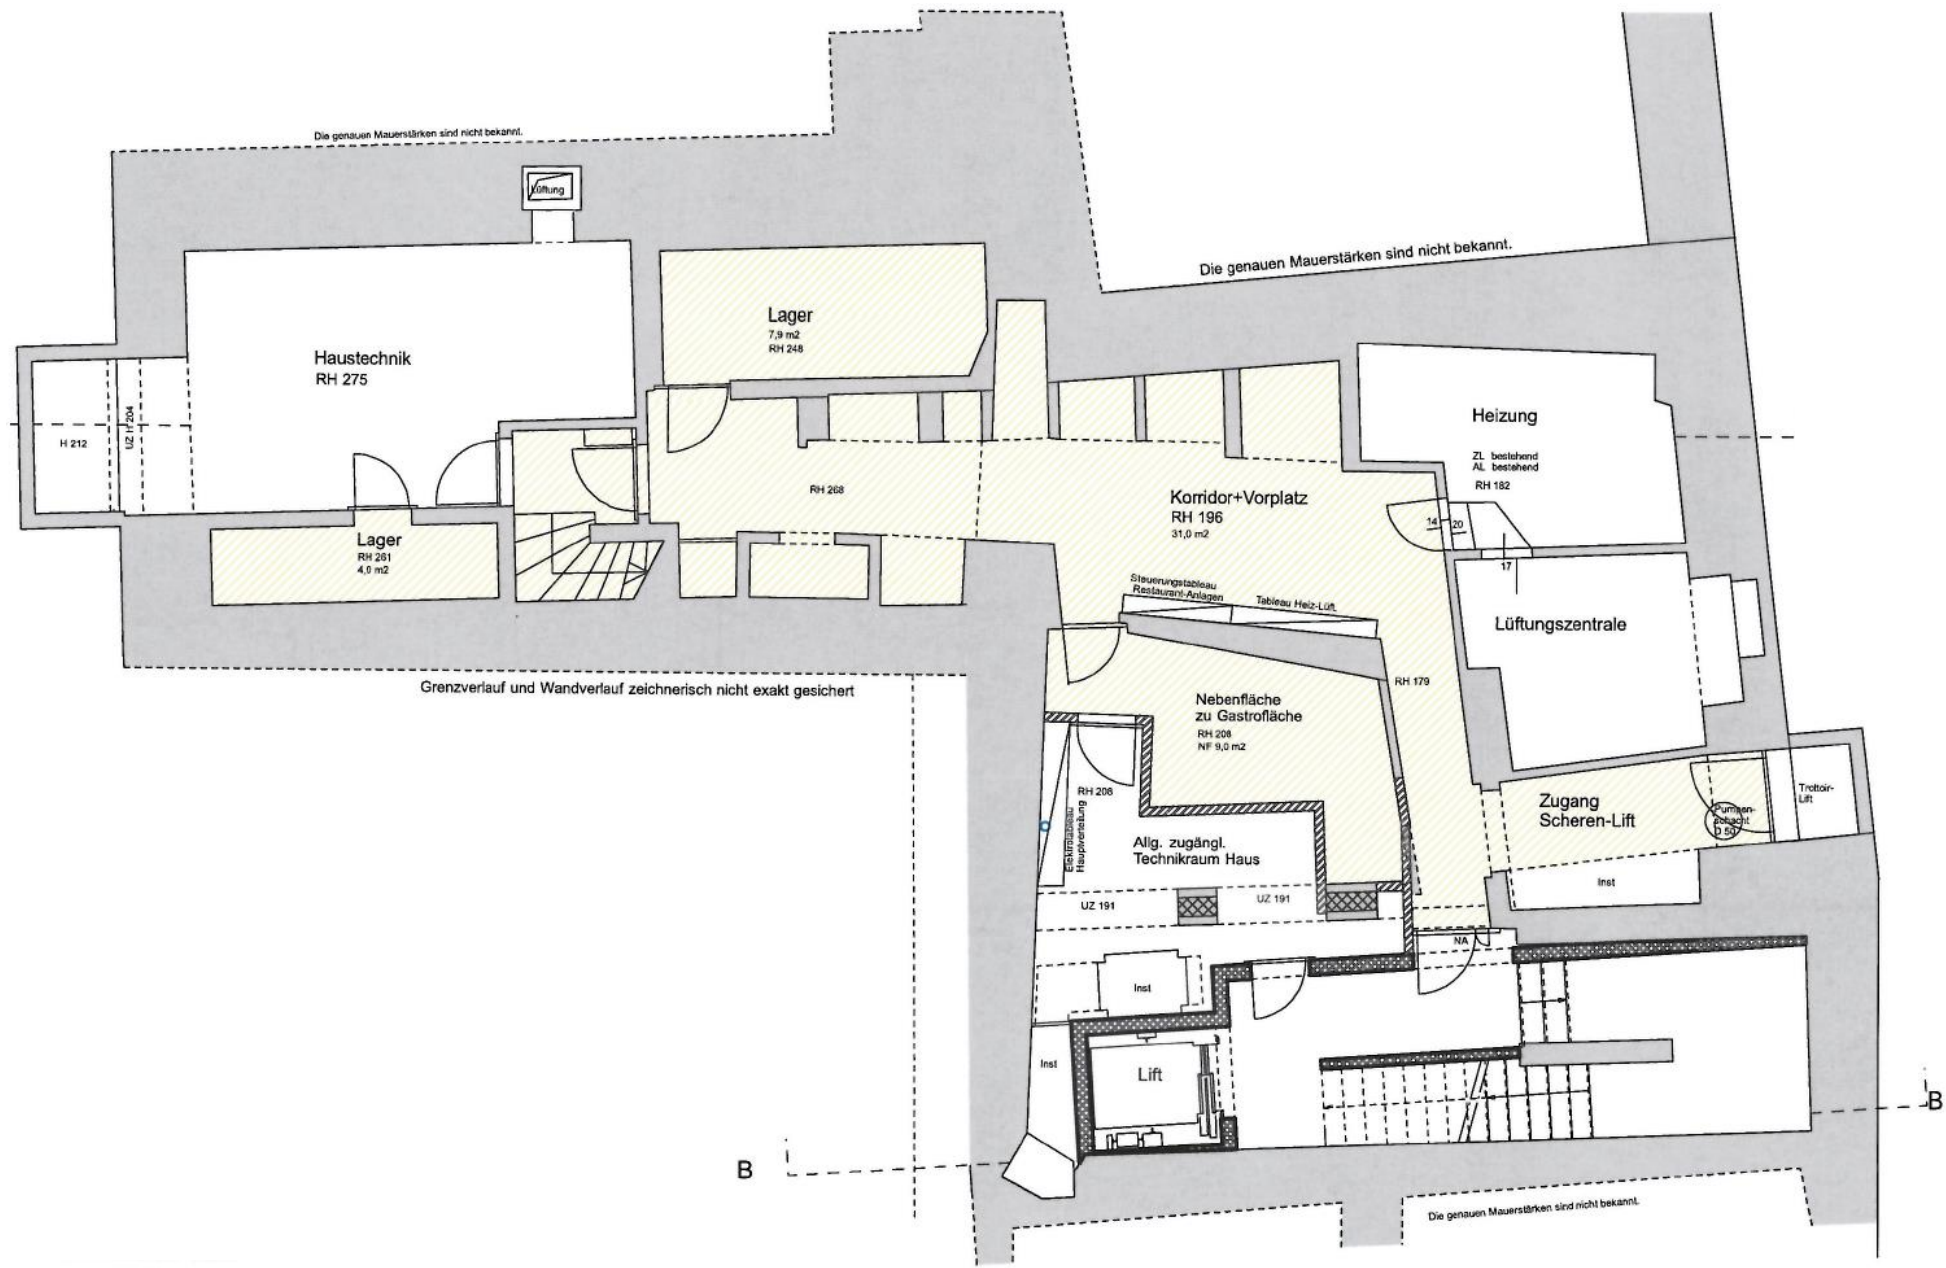 Die genauen Mauerstärken sind nicht bekannt.
Lüftung
Die genauen Mauerstärken sind nicht bekannt.
Lager
7,9 m2
RH 248
Haustechnik
RH 275
H 212
UZ H 204
Heizung
ZL bestehend
AL bestehend
RH 182
RH 268
Korridor+Vorplatz
RH 196
31,0 m2
14
20
17
Lager
RH 261
4,0 m2
Steuerungstableau
Restaurant-Anlagen
Tableau Heiz-Lüft.
Lüftungszentrale
Grenzverlauf und Wandverlauf zeichnerisch nicht exakt gesichert
RH 179
Nebenfläche
zu Gastrofläche
RH 208
NF 9,0 m2
RH 208
Elektrotableau
Hauptverteilung
Zugang
Scheren-Lift
Pumpen-
schacht
D 50
Trottoir-
Lift
Allg. zugängl.
Technikraum Haus
Inst
UZ 191
UZ 191
NA
Inst
Inst
Lift
B
B
Die genauen Mauerstärken sind nicht bekannt.